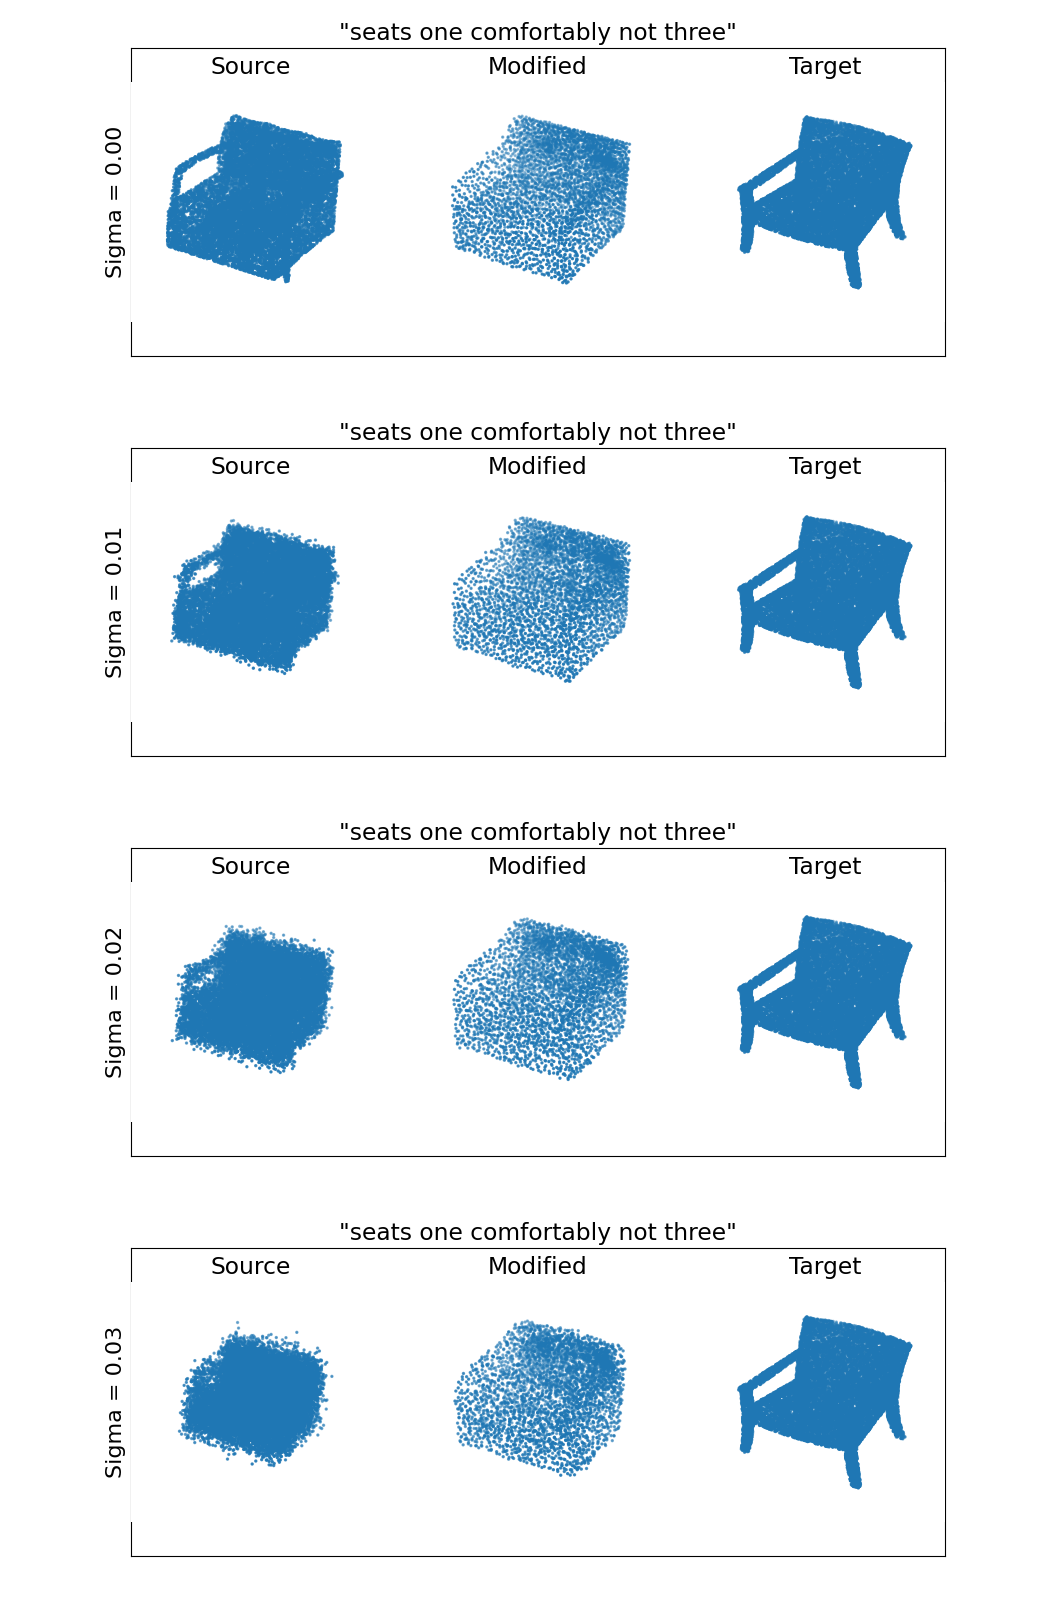 "seats one comfortably not three"
Source Modified Target
Sigma = 0.00
"seats one comfortably not three"
Source Modified Target
Sigma = 0.01
"seats one comfortably not three"
Source Modified Target
Sigma = 0.02
"seats one comfortably not three"
Source Modified Target
Sigma = 0.03